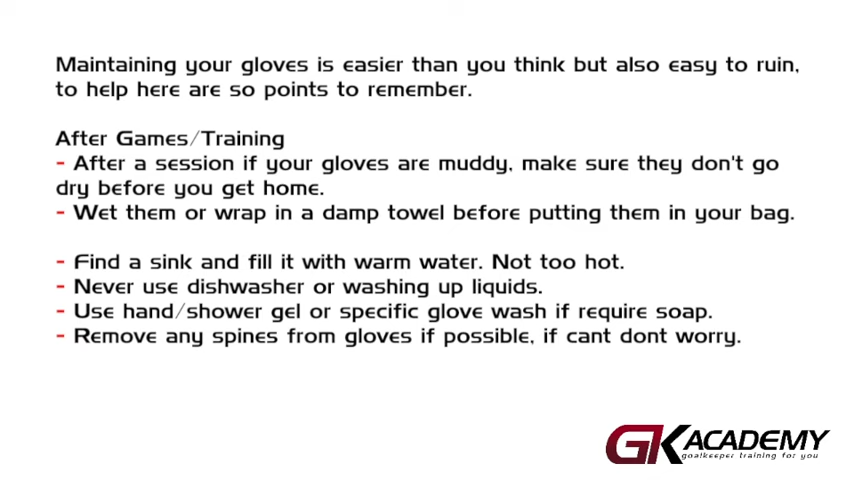 Maintaining your gloves is easier than you think but also easy to ruin,
to help here are so points to remember.
After Games/Training
- After a session if your gloves are muddy, make sure they don't go
dry before you get home.
- Wet them or wrap in a damp towel before putting them in your bag.
- Find a sink and fill it with warm water. Not too hot.
- Never use dishwasher or washing up liquids.
- Use hand/shower gel or specific glove wash if require soap.
- Remove any spines from gloves if possible, if cant dont worry.
GK ACADEMY
goalkeeper training for you